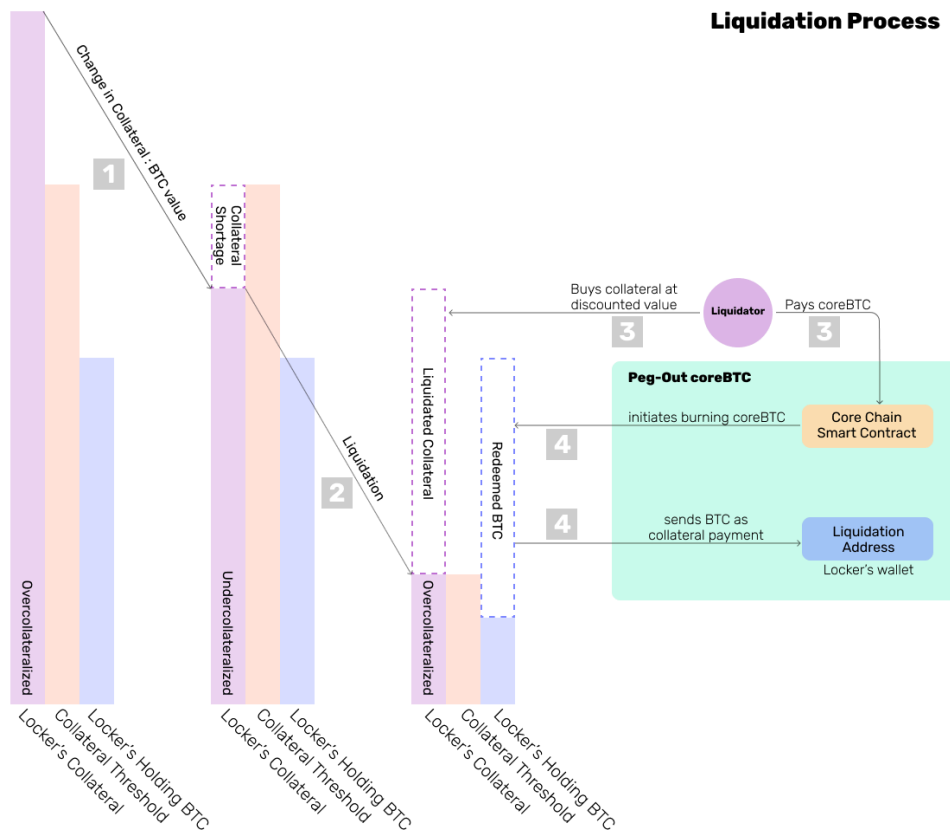 Liquidation Process
Change in Collateral : BTC value
1
Collateral
Shortage
Buys collateral at
discounted value
3
Liquidator
Pays coreBTC
3
Peg-Out coreBTC
Liquidated Collateral
initiates burning coreBTC
4
Core Chain
Smart Contract
Liquidation
2
Redeemed BTC
4
sends BTC as
collateral payment
Liquidation
Address
Locker's wallet
Overcollateralized
Undercollateralized
Overcollateralized
Locker's Collateral
Collateral Threshold
Locker's Holding BTC
Locker's Collateral
Collateral Threshold
Locker's Holding BTC
Locker's Collateral
Collateral Threshold
Locker's Holding BTC